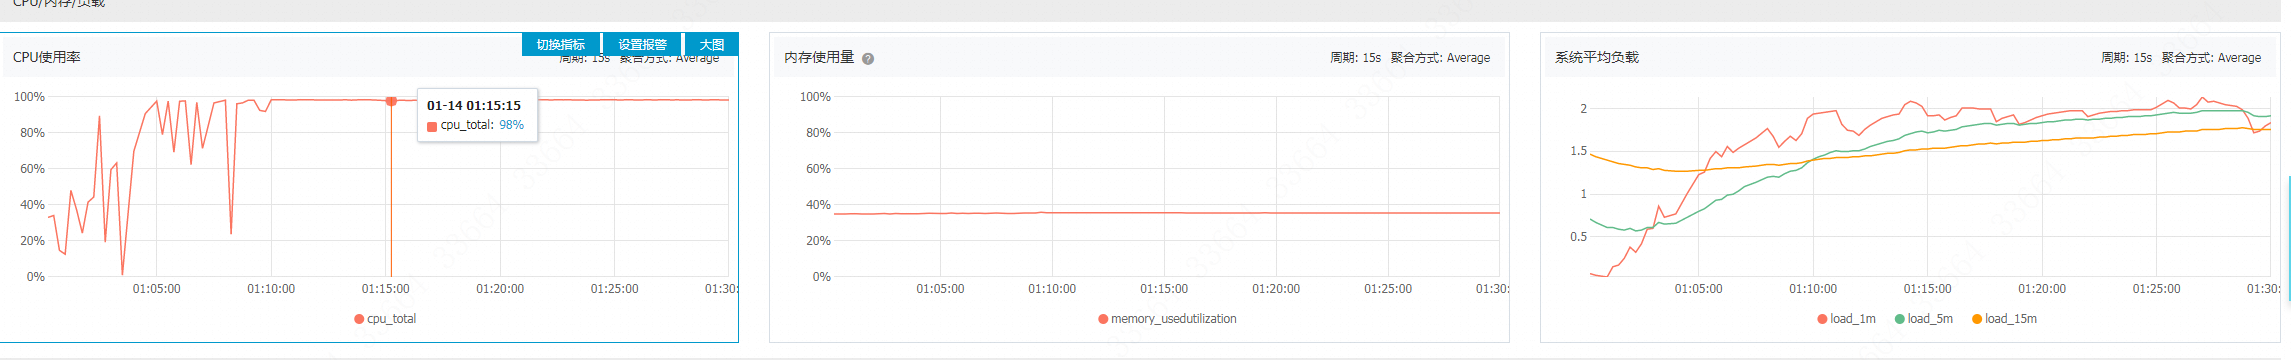 CPU/内存/负载
切换指标 设置报警 大图
CPU使用率 周期: 15s 聚合方式: Average
100%
80%
60%
40%
20%
0%
01-14 01:15:15
cpu_total: 98%
01:05:00 01:10:00 01:15:00 01:20:00 01:25:00 01:30:
cpu_total
内存使用量 ? 周期: 15s 聚合方式: Average
100%
80%
60%
40%
20%
0%
01:05:00 01:10:00 01:15:00 01:20:00 01:25:00 01:30:
memory_usedutilization
系统平均负载 周期: 15s 聚合方式: Average
2
1.5
1
0.5
01:05:00 01:10:00 01:15:00 01:20:00 01:25:00 01:30:
load_1m load_5m load_15m